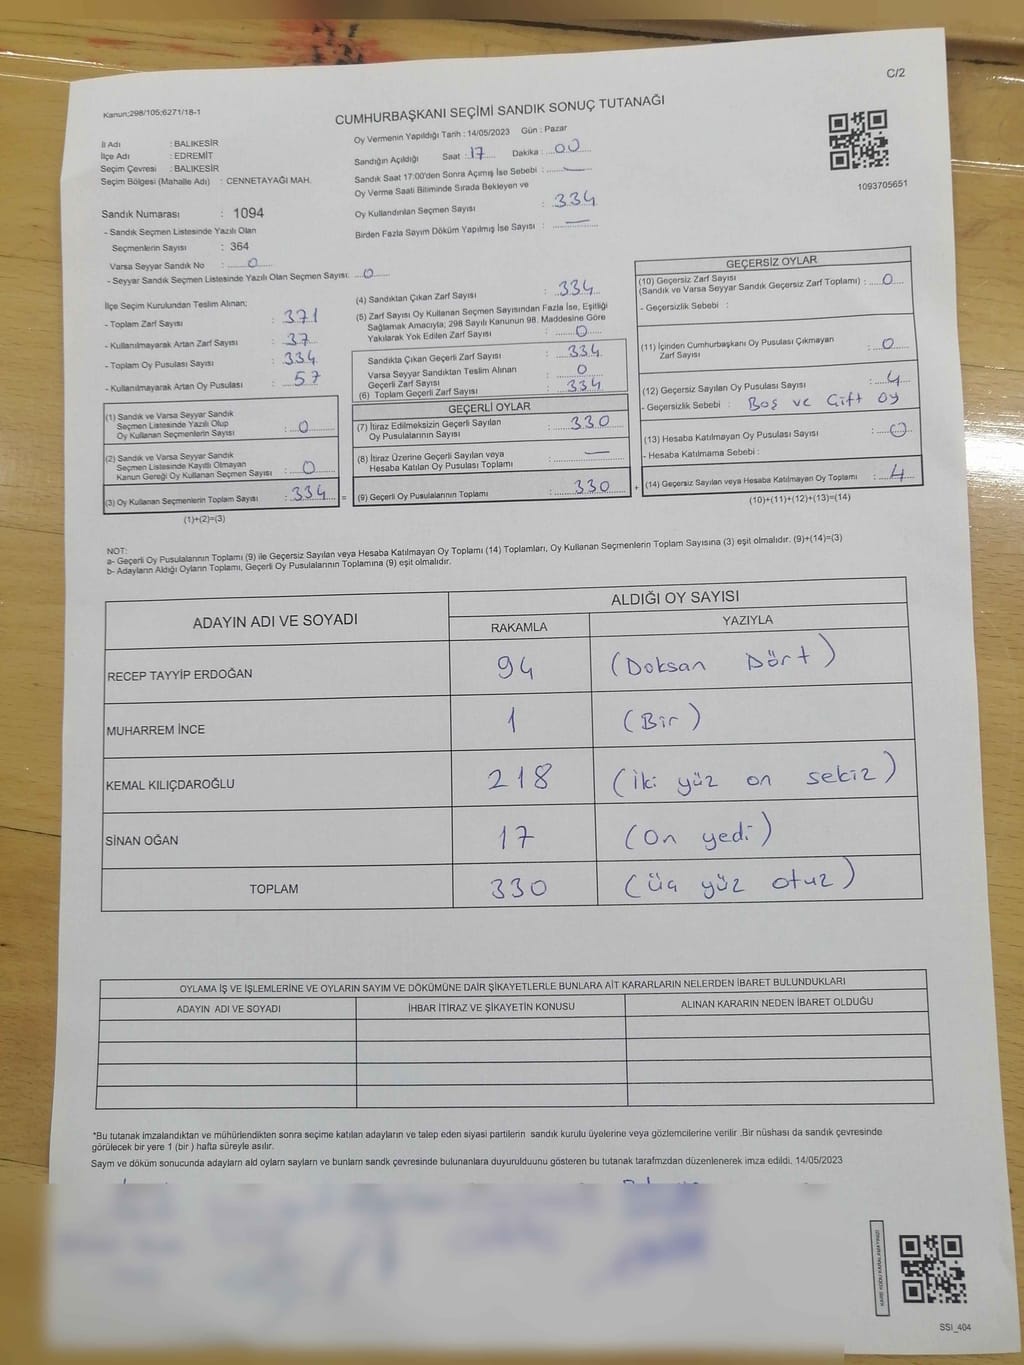 C/2
Kanun;298/105;6271/18-1
CUMHURBAŞKANI SEÇİMİ SANDIK SONUÇ TUTANAĞI
İl Adı : BALIKESİR
İlçe Adı : EDREMİT
Seçim Çevresi : BALIKESİR
Seçim Bölgesi (Mahalle Adı) : CENNETAYAĞI MAH.
Sandık Numarası : 1094
- Sandık Seçmen Listesinde Yazılı Olan
Seçmenlerin Sayısı : 364
Varsa Seyyar Sandık No : 0
- Seyyar Sandık Seçmen Listesinde Yazılı Olan Seçmen Sayısı: 0
Oy Vermenin Yapıldığı Tarih : 14/05/2023 Gün : Pazar
Sandığın Açıldığı Saat : 17 Dakika : 00
Sandık Saat 17:00'den Sonra Açımış İse Sebebi : —
Oy Verme Saati Bitiminde Sırada Bekleyen ve
Oy Kullandırılan Seçmen Sayısı : 334
Birden Fazla Sayım Döküm Yapılmış İse Sayısı : —
1093705651
İlçe Seçim Kurulundan Teslim Alınan;
- Toplam Zarf Sayısı : 371
- Kullanılmayarak Artan Zarf Sayısı : 37
- Toplam Oy Pusulası Sayısı : 334
- Kullanılmayarak Artan Oy Pusulası : 57
(1) Sandık ve Varsa Seyyar Sandık
Seçmen Listesinde Yazılı Olup
Oy Kullanan Seçmenlerin Sayısı : 0
(2) Sandık ve Varsa Seyyar Sandık
Seçmen Listesinde Kayıtlı Olmayan
Kanun Gereği Oy Kullanan Seçmen Sayısı : 0
(3) Oy Kullanan Seçmenlerin Toplam Sayısı : 334 =
(1)+(2)=(3)
(4) Sandıktan Çıkan Zarf Sayısı : 334
(5) Zarf Sayısı Oy Kullanan Seçmen Sayısından Fazla İse, Eşitliği
Sağlamak Amacıyla; 298 Sayılı Kanunun 98. Maddesine Göre
Yakılarak Yok Edilen Zarf Sayısı : 0
Sandıkta Çıkan Geçerli Zarf Sayısı : 334
Varsa Seyyar Sandıktan Teslim Alınan
Geçerli Zarf Sayısı : 0
(6) Toplam Geçerli Zarf Sayısı : 334
GEÇERLİ OYLAR
(7) İtiraz Edilmeksizin Geçerli Sayılan
Oy Pusulalarının Sayısı : 330
(8) İtiraz Üzerine Geçerli Sayılan veya
Hesaba Katılan Oy Pusulası Toplamı : —
(9) Geçerli Oy Pusulalarının Toplamı : 330 +
GEÇERSİZ OYLAR
(10) Geçersiz Zarf Sayısı
(Sandık ve Varsa Seyyar Sandık Geçersiz Zarf Toplamı) : 0
- Geçersizlik Sebebi :
(11) İçinden Cumhurbaşkanı Oy Pusulası Çıkmayan
Zarf Sayısı : 0
(12) Geçersiz Sayılan Oy Pusulası Sayısı : 4
- Geçersizlik Sebebi : Boş ve Çift oy
(13) Hesaba Katılmayan Oy Pusulası Sayısı : 0
- Hesaba Katılmama Sebebi :
(14) Geçersiz Sayılan veya Hesaba Katılmayan Oy Toplamı : 4
(10)+(11)+(12)+(13)=(14)
NOT:
a- Geçerli Oy Pusulalarının Toplamı (9) ile Geçersiz Sayılan veya Hesaba Katılmayan Oy Toplamı (14) Toplamları, Oy Kullanan Seçmenlerin Toplam Sayısına (3) eşit olmalıdır. (9)+(14)=(3)
b- Adayların Aldığı Oyların Toplamı, Geçerli Oy Pusulalarının Toplamına (9) eşit olmalıdır.
ADAYIN ADI VE SOYADI ALDIĞI OY SAYISI
RAKAMLA YAZIYLA
RECEP TAYYİP ERDOĞAN 94 (Doksan Dört)
MUHARREM İNCE 1 (Bir)
KEMAL KILIÇDAROĞLU 218 (İki yüz on sekiz)
SİNAN OĞAN 17 (On yedi)
TOPLAM 330 (üç yüz otuz)
OYLAMA İŞ VE İŞLEMLERİNE VE OYLARIN SAYIM VE DÖKÜMÜNE DAİR ŞİKAYETLERLE BUNLARA AİT KARARLARIN NELERDEN İBARET BULUNDUKLARI
ADAYIN ADI VE SOYADI İHBAR İTİRAZ VE ŞİKAYETİN KONUSU ALINAN KARARIN NEDEN İBARET OLDUĞU
*Bu tutanak imzalandıktan ve mühürlendikten sonra seçime katılan adayların ve talep eden siyasi partilerin sandık kurulu üyelerine veya gözlemcilerine verilir .Bir nüshası da sandık çevresinde
görülecek bir yere 1 (bir ) hafta süreyle asılır.
Sayım ve döküm sonucunda adayların ald oyların saylarn ve bunlarn sandk çevresinde bulunanlara duyurulduunu gösteren bu tutanak tarafmzdan düzenlenerek imza edildi. 14/05/2023
KARE KODU KARALAMAYINIZ!
SSI_404